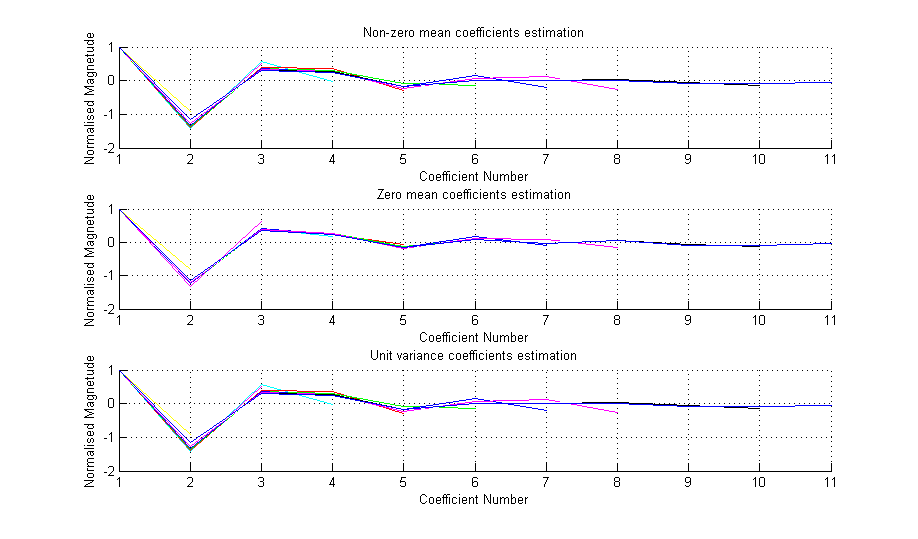 Non-zero mean coefficients estimation
Normalised Magnetude
1
0
-1
-2
1 2 3 4 5 6 7 8 9 10 11
Coefficient Number
Zero mean coefficients estimation
Normalised Magnetude
1
0
-1
-2
1 2 3 4 5 6 7 8 9 10 11
Coefficient Number
Unit variance coefficients estimation
Normalised Magnetude
1
0
-1
-2
1 2 3 4 5 6 7 8 9 10 11
Coefficient Number